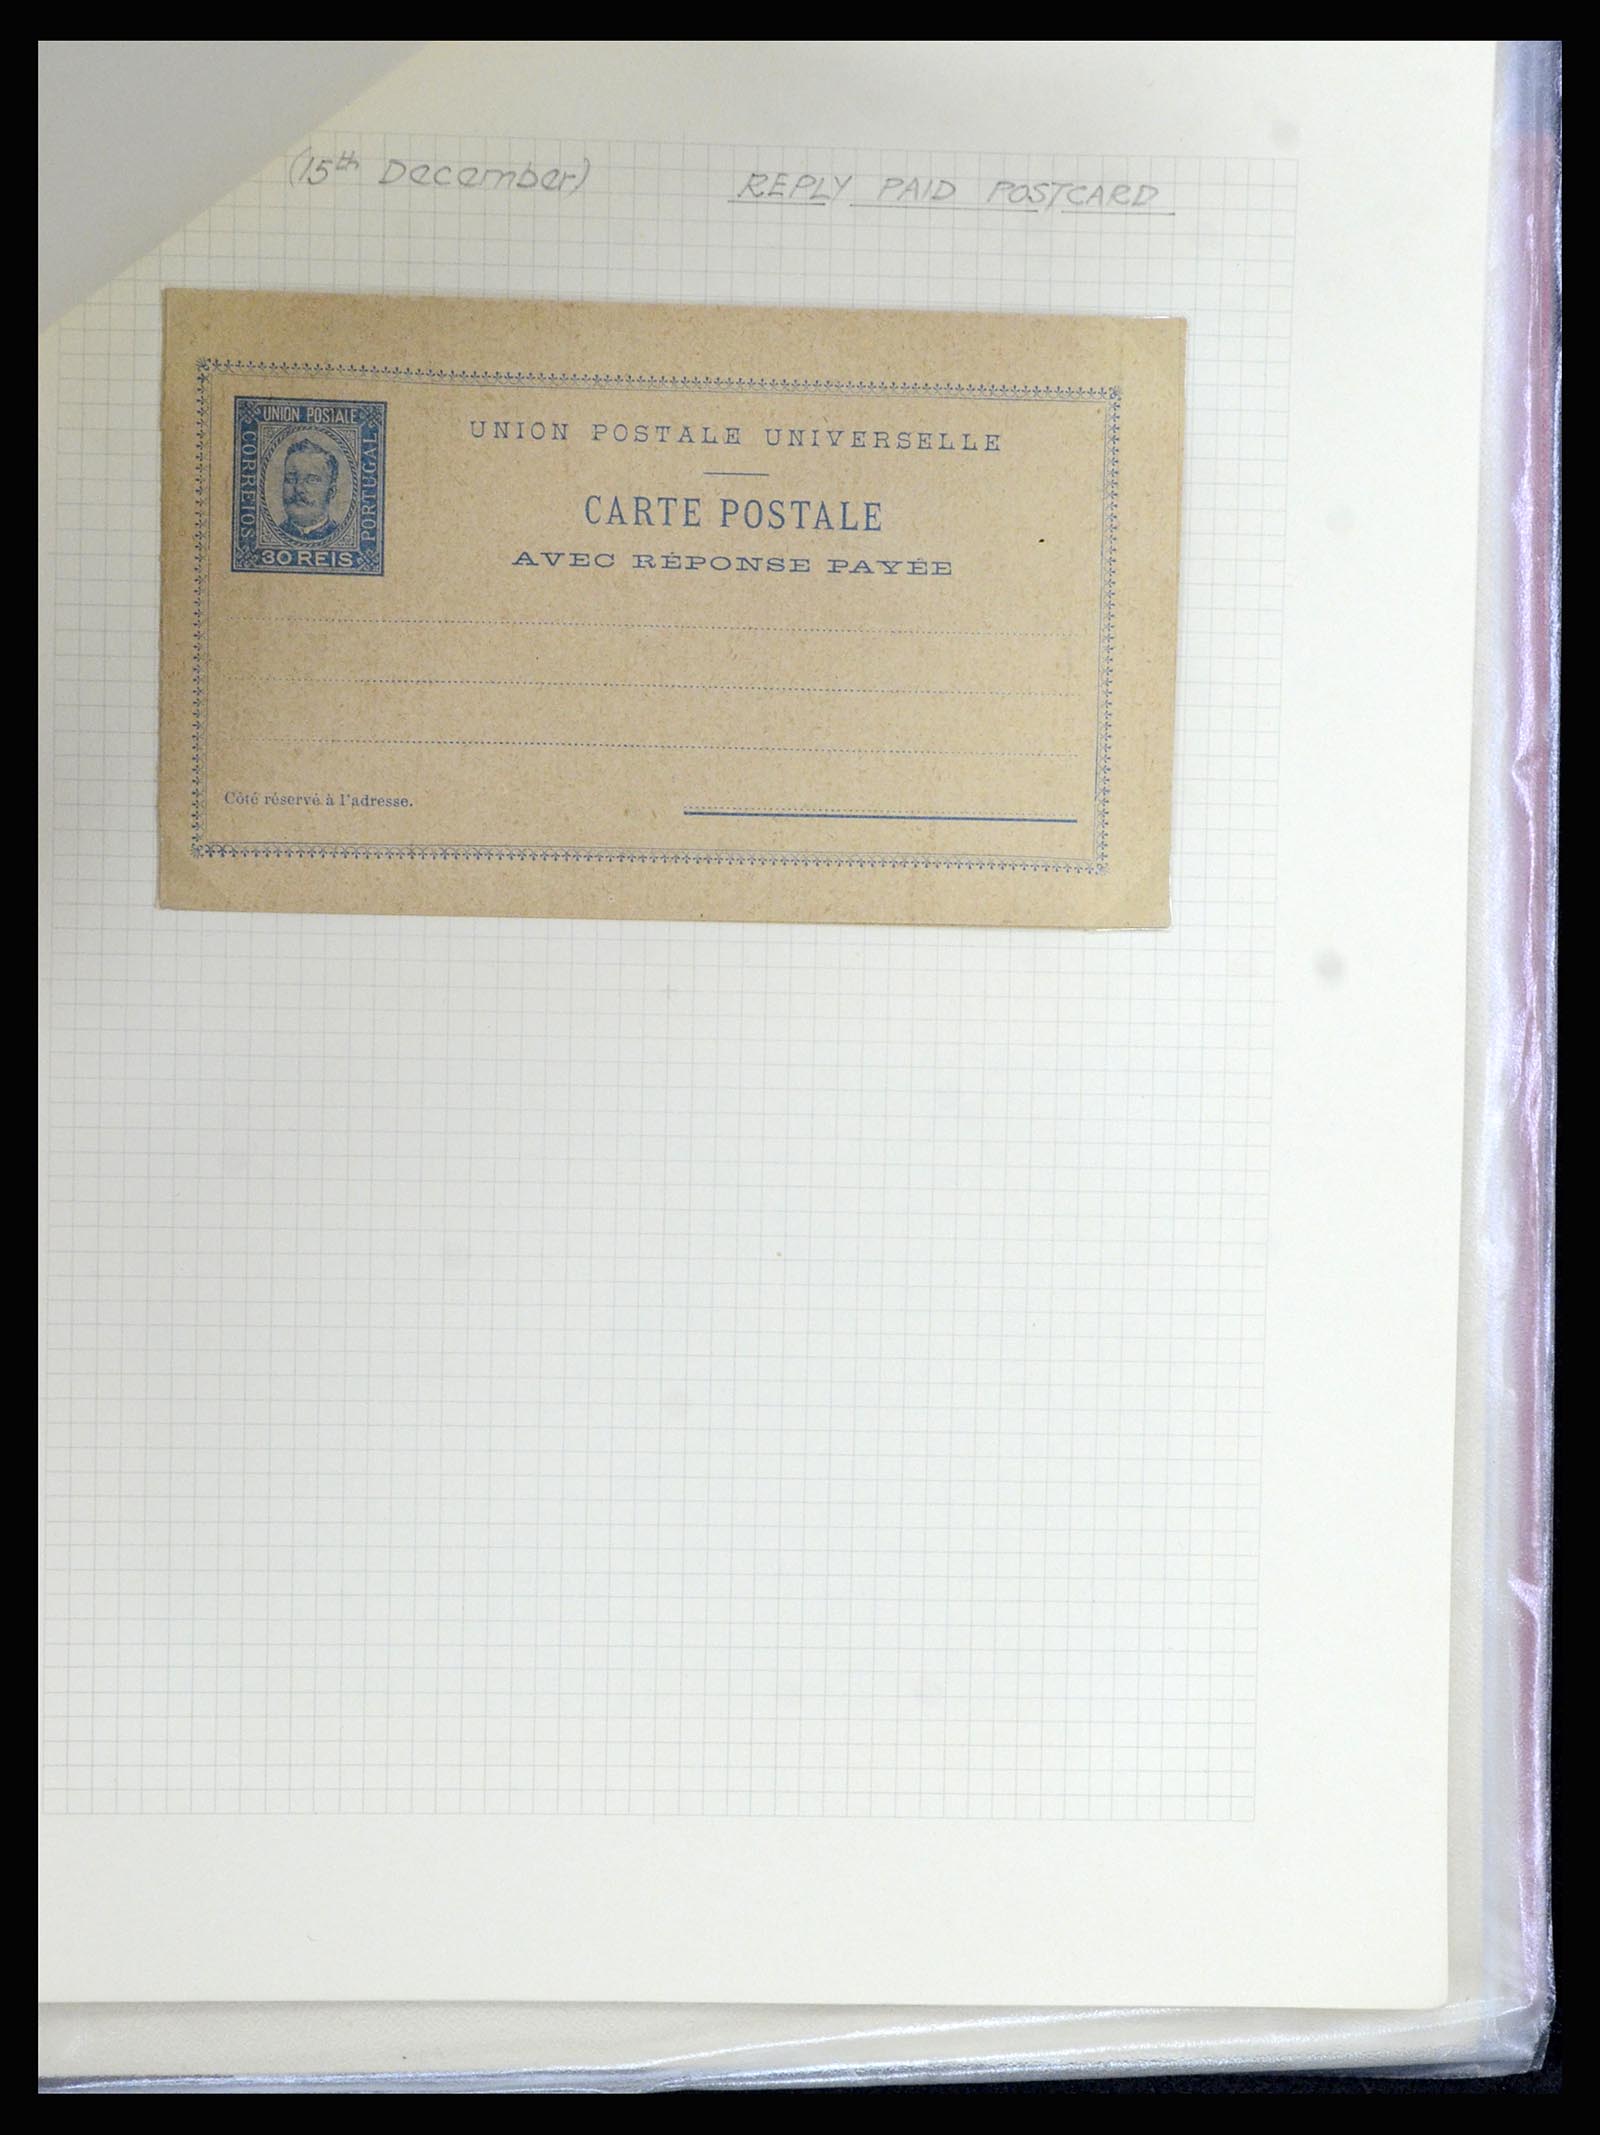 (15th December) REPLY PAID POSTCARD
UNION POSTALE
CORREIOS
PORTUGAL
30 REIS
UNION POSTALE UNIVERSELLE
CARTE POSTALE
AVEC RÉPONSE PAYÉE
Côté réservé à l'adresse.